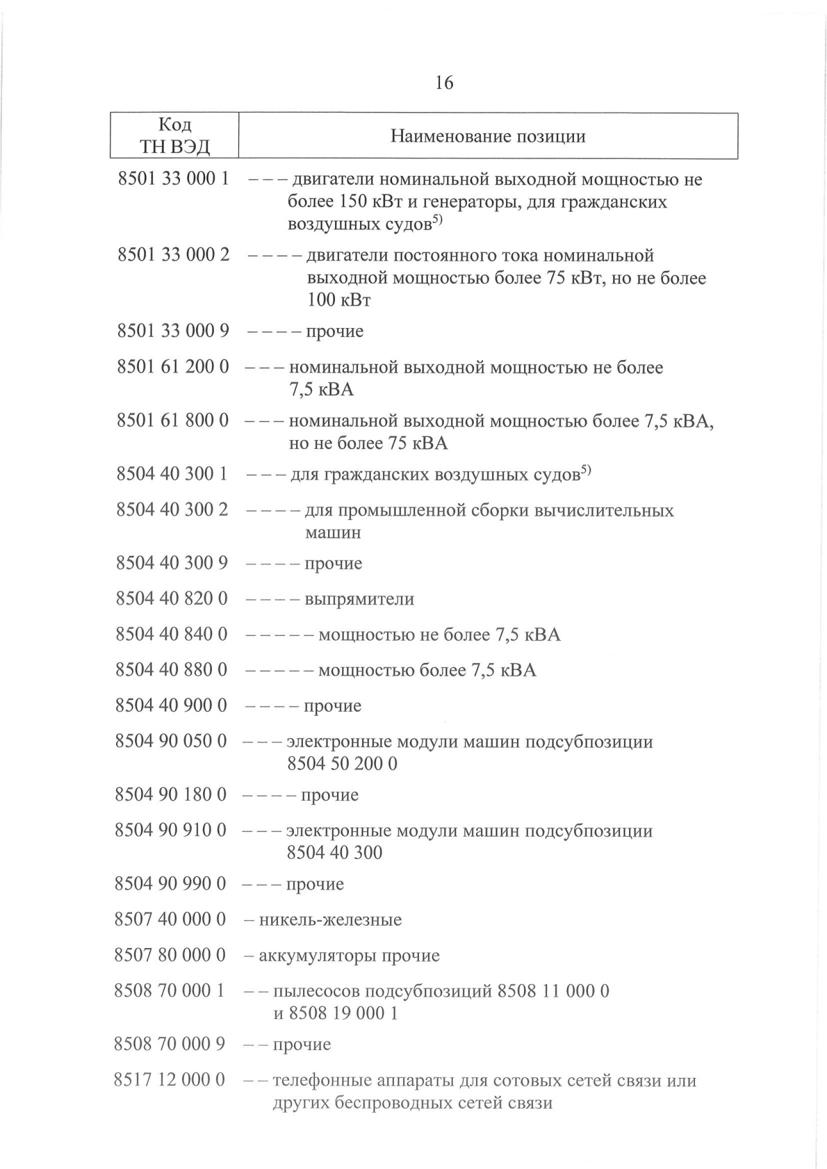 16
Код
ТН ВЭД
Наименование позиции
8501 33 000 1 – – – двигатели номинальной выходной мощностью не
более 150 кВт и генераторы, для гражданских
воздушных судов⁵⁾
8501 33 000 2 – – – – двигатели постоянного тока номинальной
выходной мощностью более 75 кВт, но не более
100 кВт
8501 33 000 9 – – – – прочие
8501 61 200 0 – – – номинальной выходной мощностью не более
7,5 кВА
8501 61 800 0 – – – номинальной выходной мощностью более 7,5 кВА,
но не более 75 кВА
8504 40 300 1 – – – для гражданских воздушных судов⁵⁾
8504 40 300 2 – – – – для промышленной сборки вычислительных
машин
8504 40 300 9 – – – – прочие
8504 40 820 0 – – – – выпрямители
8504 40 840 0 – – – – – мощностью не более 7,5 кВА
8504 40 880 0 – – – – – мощностью более 7,5 кВА
8504 40 900 0 – – – – прочие
8504 90 050 0 – – – электронные модули машин подсубпозиции
8504 50 200 0
8504 90 180 0 – – – – прочие
8504 90 910 0 – – – электронные модули машин подсубпозиции
8504 40 300
8504 90 990 0 – – – прочие
8507 40 000 0 – никель-железные
8507 80 000 0 – аккумуляторы прочие
8508 70 000 1 – – пылесосов подсубпозиций 8508 11 000 0
и 8508 19 000 1
8508 70 000 9 – – прочие
8517 12 000 0 – – телефонные аппараты для сотовых сетей связи или
других беспроводных сетей связи